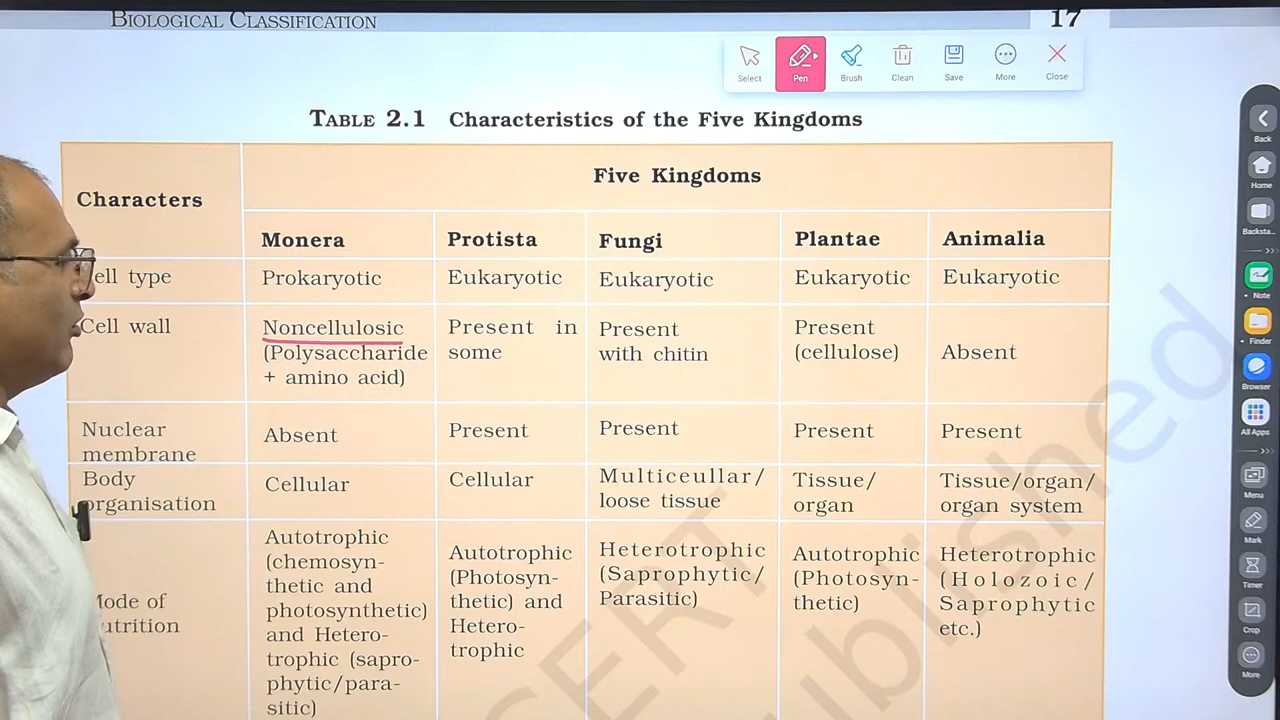 BIOLOGICAL CLASSIFICATION
17
Select
Pen
Brush
Clean
Save
More
Close
TABLE 2.1 Characteristics of the Five Kingdoms
Characters
Five Kingdoms
Monera
Protista
Fungi
Plantae
Animalia
ell type
Prokaryotic
Eukaryotic
Eukaryotic
Eukaryotic
Eukaryotic
Cell wall
Noncellulosic
(Polysaccharide
+ amino acid)
Present in
some
Present
with chitin
Present
(cellulose)
Absent
Nuclear
membrane
Absent
Present
Present
Present
Present
Body
organisation
Cellular
Cellular
Multiceullar/
loose tissue
Tissue/
organ
Tissue/organ/
organ system
Mode of
utrition
Autotrophic
(chemosyn-
thetic and
photosynthetic)
and Hetero-
trophic (sapro-
phytic/para-
sitic)
Autotrophic
(Photosyn-
thetic) and
Hetero-
trophic
Heterotrophic
(Saprophytic/
Parasitic)
Autotrophic
(Photosyn-
thetic)
Heterotrophic
(Holozoic/
Saprophytic
etc.)
Back
Home
Backsta...
Note
Finder
Browser
All Apps
Menu
Mark
Timer
Crop
More